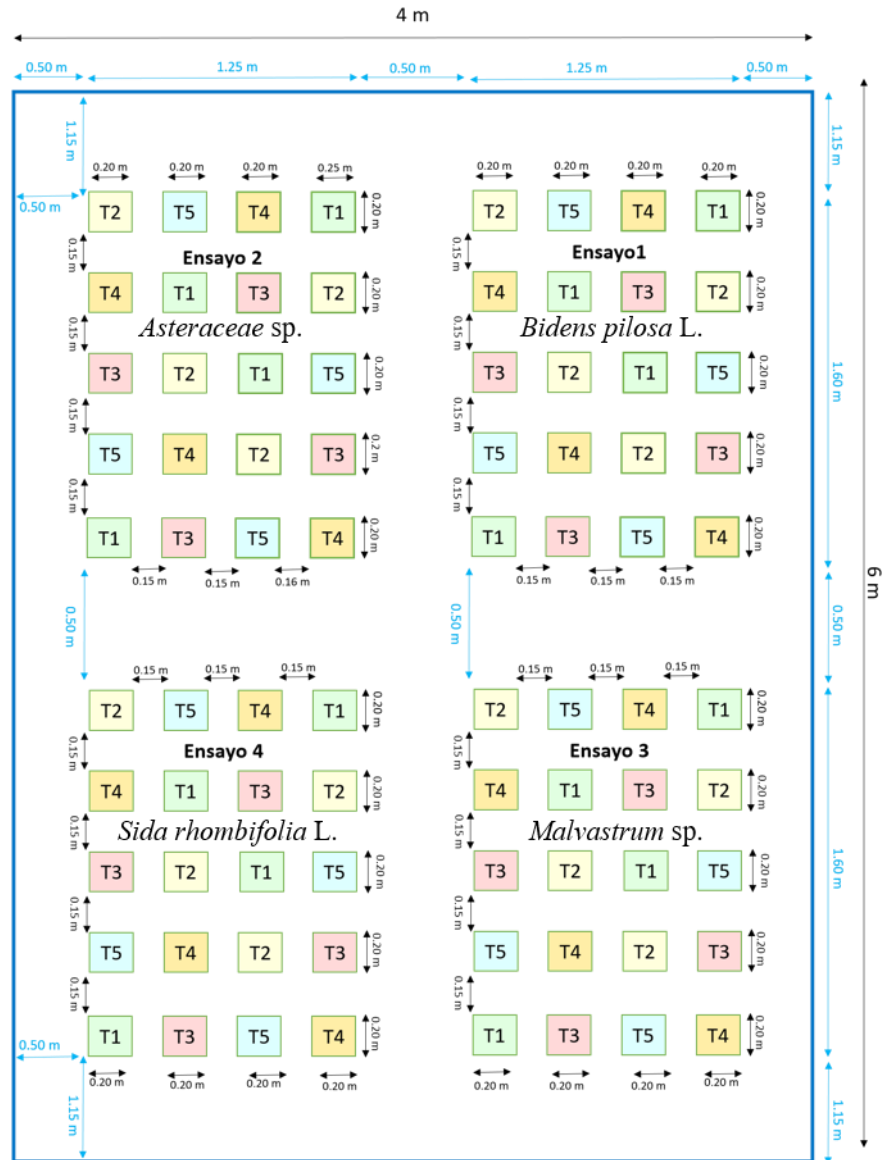 4 m
0.50 m 1.25 m 0.50 m 1.25 m 0.50 m
1.15 m 1.15 m
0.20 m 0.20 m 0.20 m 0.25 m 0.20 m 0.20 m 0.20 m 0.20 m
0.50 m
T2 T5 T4 T1 0.20 m T2 T5 T4 T1 0.20 m
0.15 m Ensayo 2 0.15 m Ensayo1
T4 T1 T3 T2 0.20 m T4 T1 T3 T2 0.20 m
0.15 m Asteraceae sp. 0.15 m Bidens pilosa L.
T3 T2 T1 T5 0.20 m T3 T2 T1 T5 0.20 m 1.60 m
0.15 m 0.15 m
T5 T4 T2 T3 0.2 m T5 T4 T2 T3 0.20 m
0.15 m 0.15 m
T1 T3 T5 T4 0.20 m T1 T3 T5 T4 0.20 m
0.15 m 0.15 m 0.16 m 0.15 m 0.15 m 0.15 m
6 m
0.50 m 0.50 m 0.50 m
0.15 m 0.15 m 0.15 m 0.15 m 0.15 m 0.15 m
T2 T5 T4 T1 0.20 m T2 T5 T4 T1 0.20 m
0.15 m Ensayo 4 0.15 m Ensayo 3
T4 T1 T3 T2 0.20 m T4 T1 T3 T2 0.20 m
0.15 m Sida rhombifolia L. 0.15 m Malvastrum sp.
T3 T2 T1 T5 0.20 m T3 T2 T1 T5 0.20 m 1.60 m
0.15 m 0.15 m
T5 T4 T2 T3 0.20 m T5 T4 T2 T3 0.20 m
0.15 m 0.15 m
T1 T3 T5 T4 0.20 m T1 T3 T5 T4 0.20 m
0.50 m
0.20 m 0.20 m 0.20 m 0.20 m 0.20 m 0.20 m 0.20 m 0.20 m
1.15 m 1.15 m